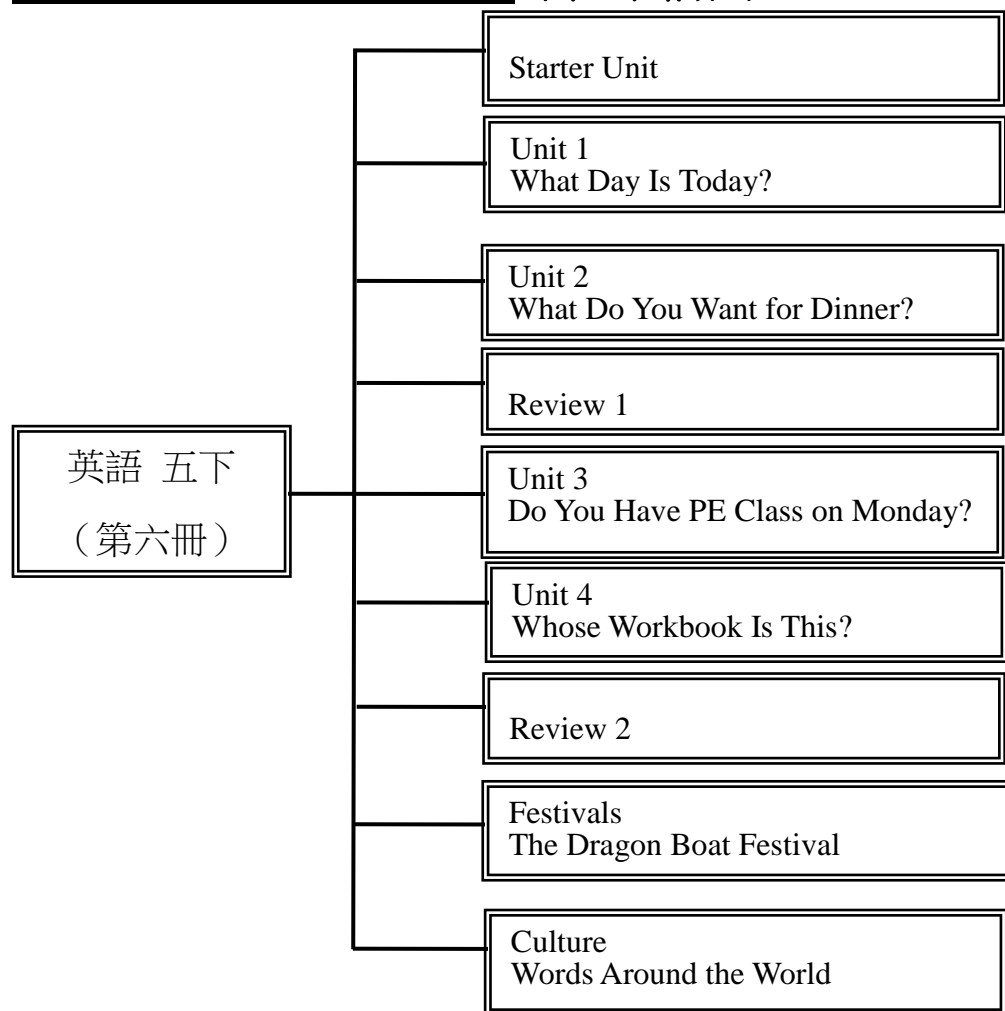 英語 五下
（第六冊）
Starter Unit
Unit 1
What Day Is Today?
Unit 2
What Do You Want for Dinner?
Review 1
Unit 3
Do You Have PE Class on Monday?
Unit 4
Whose Workbook Is This?
Review 2
Festivals
The Dragon Boat Festival
Culture
Words Around the World